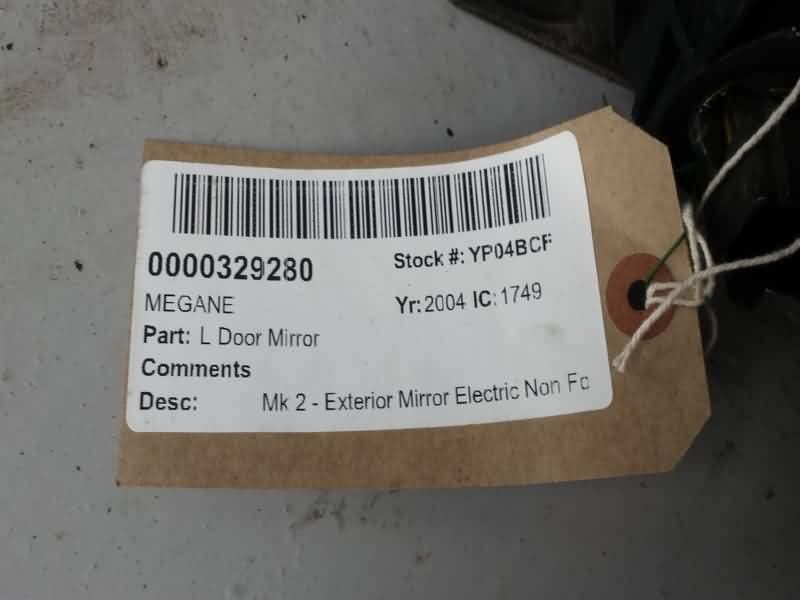 0000329280
Stock #: YP04BCF
MEGANE
Yr: 2004 IC: 1749
Part: L Door Mirror
Comments
Desc: Mk 2 - Exterior Mirror Electric Non Fo